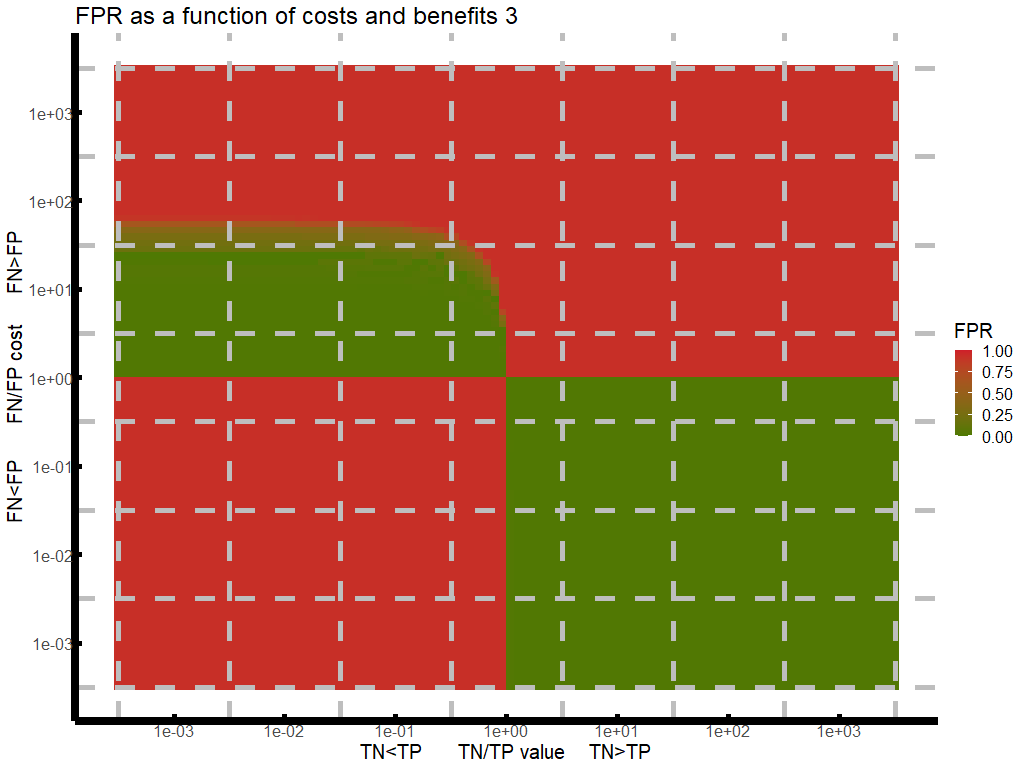 FPR as a function of costs and benefits 3
1e+03
1e+02
1e+01
1e+00
1e-01
1e-02
1e-03
FN<FP FN/FP cost FN>FP
1e-03 1e-02 1e-01 1e+00 1e+01 1e+02 1e+03
TN<TP TN/TP value TN>TP
FPR
1.00
0.75
0.50
0.25
0.00